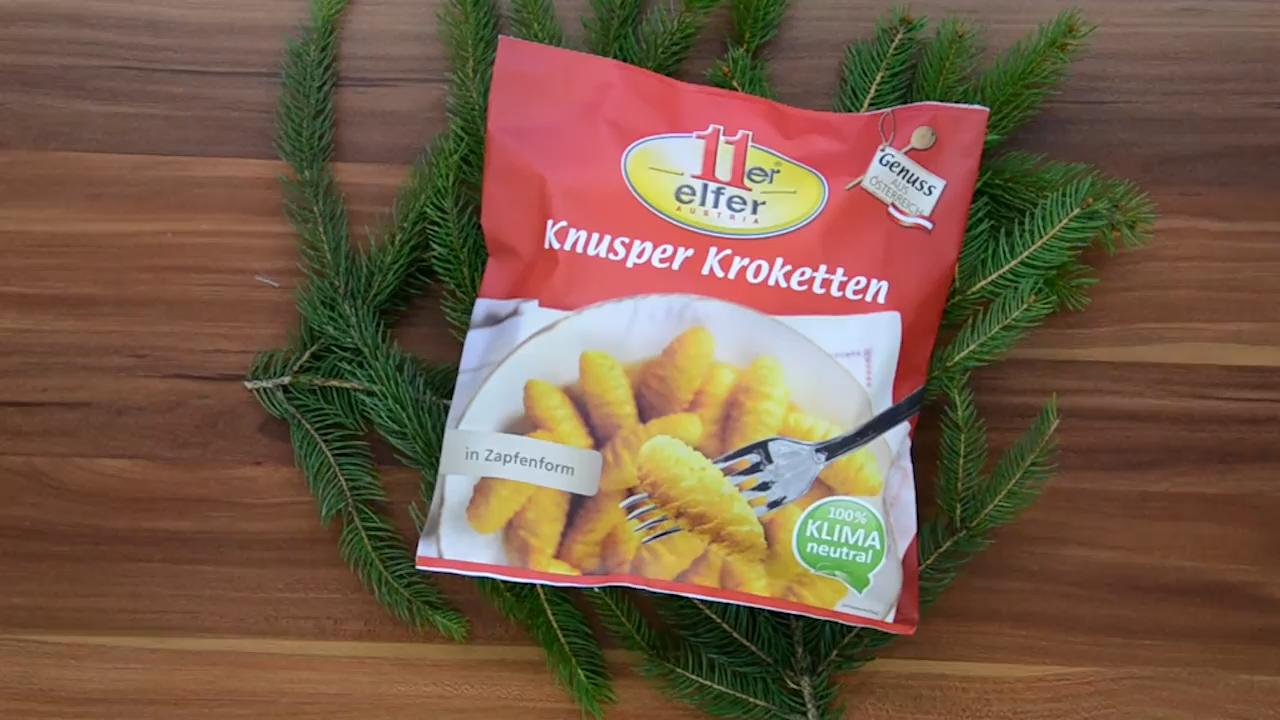 11er®
elfer
AUSTRIA
Genuss
AUS
ÖSTERREICH
Knusper Kroketten
in Zapfenform
100%
KLIMA
neutral